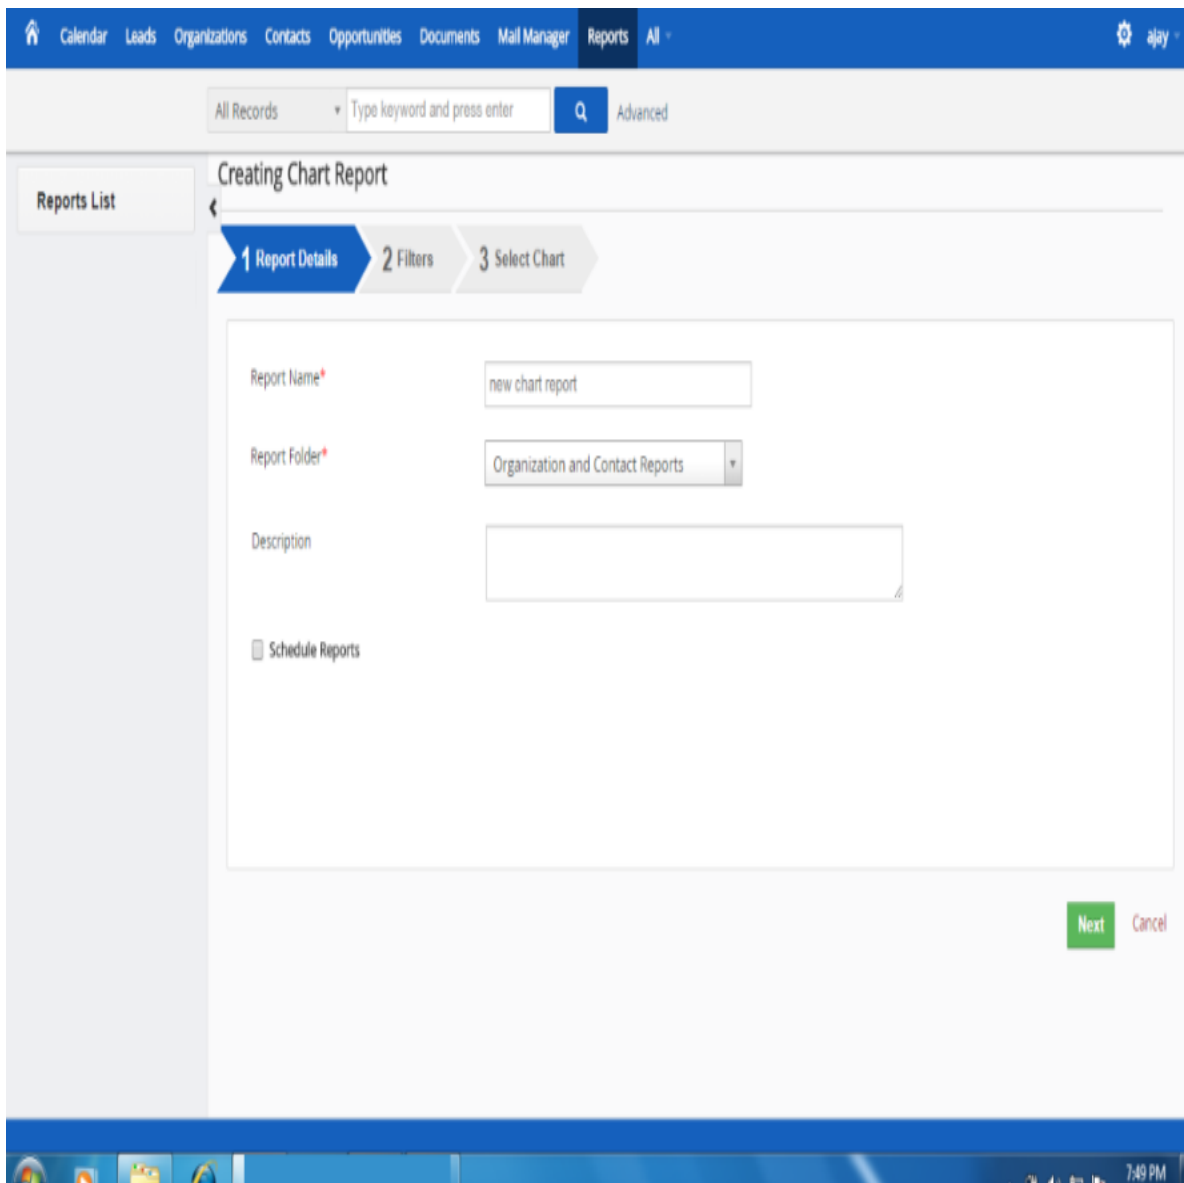 Calendar Leads Organizations Contacts Opportunities Documents Mail Manager Reports All ajay
All Records Type keyword and press enter Advanced
Creating Chart Report
Reports List
1 Report Details 2 Filters 3 Select Chart
Report Name* new chart report
Report Folder* Organization and Contact Reports
Description
Schedule Reports
Next Cancel
7:49 PM